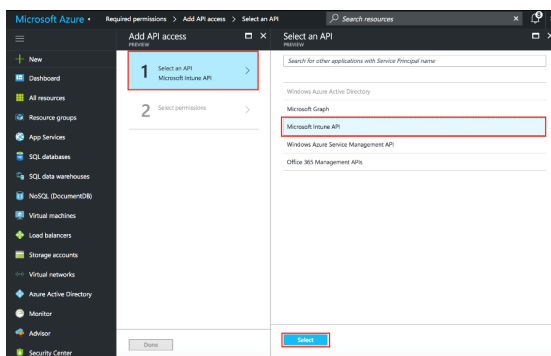 Microsoft Azure
Required permissions > Add API access > Select an API
Search resources
Add API access
PREVIEW
1
Select an API
Microsoft Intune API
2
Select permissions
Done
Select an API
PREVIEW
Search for other applications with Service Principal name
Windows Azure Active Directory
Microsoft Graph
Microsoft Intune API
Windows Azure Service Management API
Office 365 Management APIs
Select
New
Dashboard
All resources
Resource groups
App Services
SQL databases
SQL data warehouses
NoSQL (DocumentDB)
Virtual machines
Load balancers
Storage accounts
Virtual networks
Azure Active Directory
Monitor
Advisor
Security Center